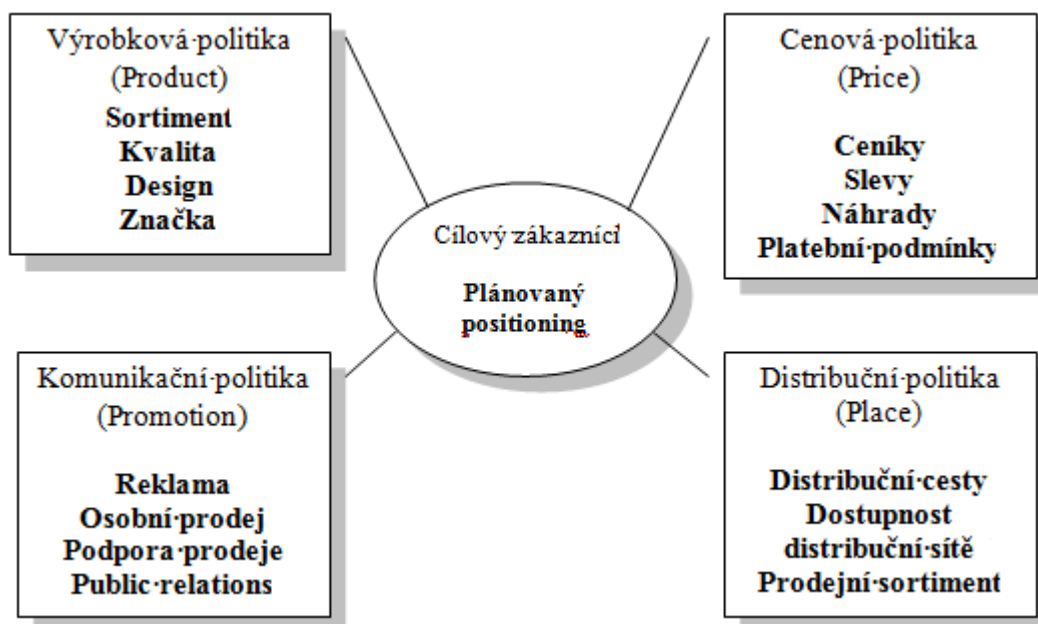 Výrobková·politika
(Product)
Sortiment
Kvalita
Design
Značka
Cenová·politika
(Price)
Ceníky
Slevy
Náhrady
Platební·podmínky
Cílový·zákazníci
Plánovaný
positioning
Komunikační·politika
(Promotion)
Reklama
Osobní·prodej
Podpora·prodeje
Public·relations
Distribuční·politika
(Place)
Distribuční·cesty
Dostupnost
distribuční·sítě
Prodejní·sortiment